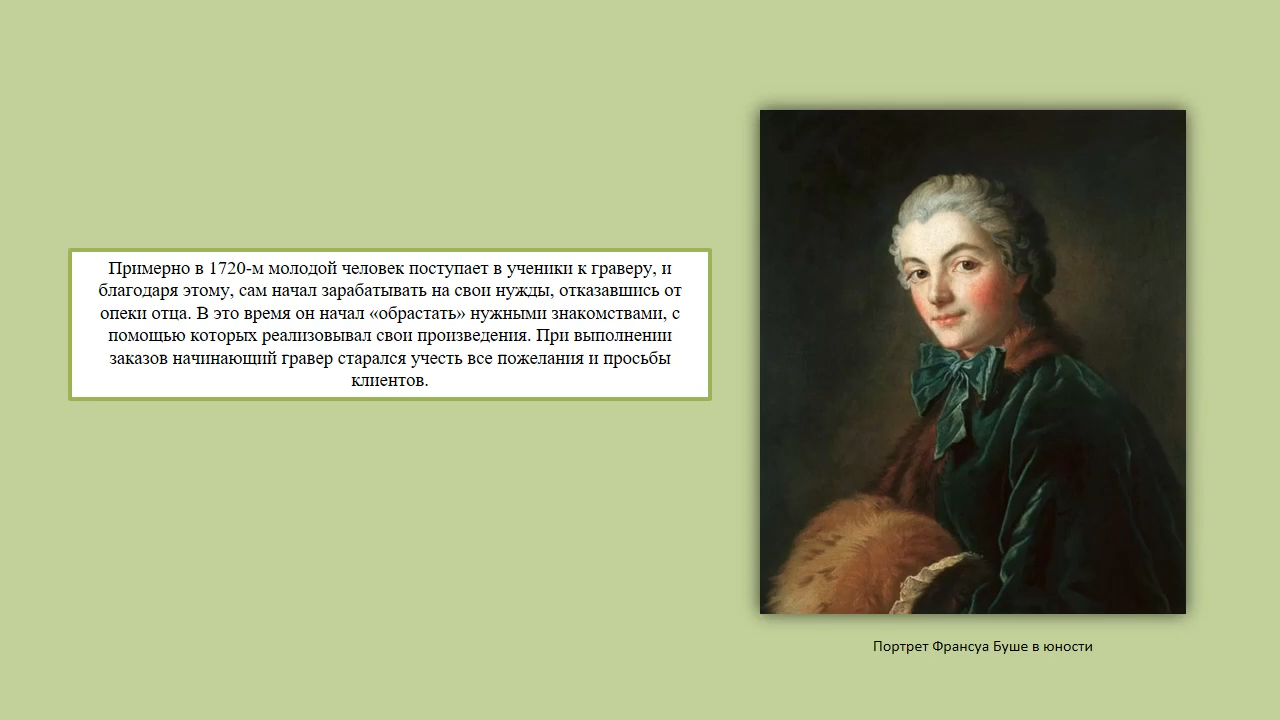 Примерно в 1720-м молодой человек поступает в ученики к граверу, и
благодаря этому, сам начал зарабатывать на свои нужды, отказавшись от
опеки отца. В это время он начал «обрастать» нужными знакомствами, с
помощью которых реализовывал свои произведения. При выполнении
заказов начинающий гравер старался учесть все пожелания и просьбы
клиентов.
Портрет Франсуа Буше в юности